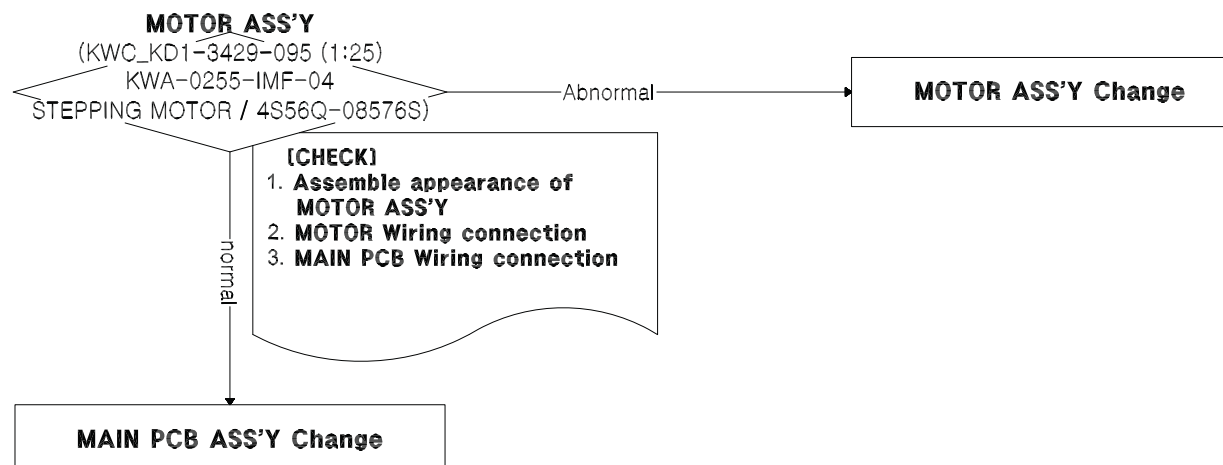 MOTOR ASS'Y
(KWC_KD1-3429-095 (1:25)
KWA-0255-IMF-04
STEPPING MOTOR / 4S56Q-08576S)
Abnormal
MOTOR ASS'Y Change
[CHECK]
1. Assemble appearance of
MOTOR ASS'Y
2. MOTOR Wiring connection
3. MAIN PCB Wiring connection
normal
MAIN PCB ASS'Y Change